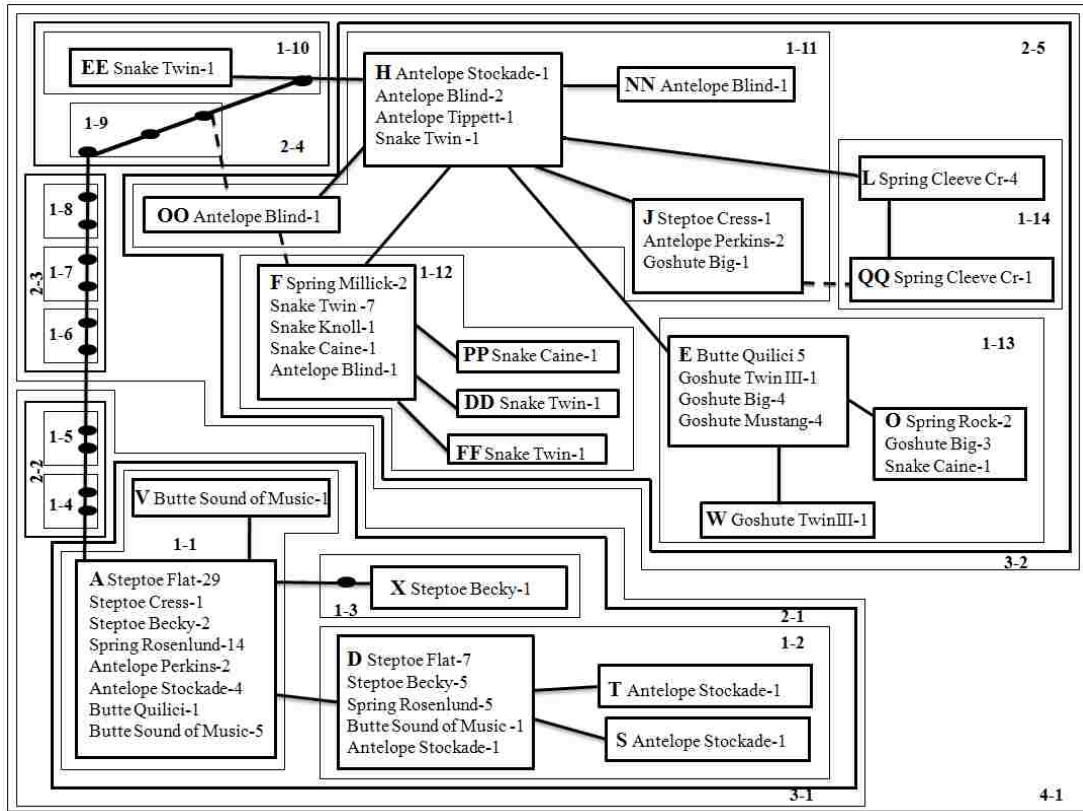 1-10
EE Snake Twin-1
1-9
2-4
1-11
2-5
H Antelope Stockade-1
Antelope Blind-2
Antelope Tippett-1
Snake Twin -1
NN Antelope Blind-1
L Spring Cleeve Cr-4
1-14
QQ Spring Cleeve Cr-1
OO Antelope Blind-1
J Steptoe Cress-1
Antelope Perkins-2
Goshute Big-1
1-8
1-7
2-3
1-6
1-12
F Spring Millick-2
Snake Twin -7
Snake Knoll-1
Snake Caine-1
Antelope Blind-1
PP Snake Caine-1
DD Snake Twin-1
FF Snake Twin-1
1-13
E Butte Quilici 5
Goshute Twin III-1
Goshute Big-4
Goshute Mustang-4
O Spring Rock-2
Goshute Big-3
Snake Caine-1
W Goshute TwinIII-1
3-2
1-5
2-2
1-4
V Butte Sound of Music-1
1-1
A Steptoe Flat-29
Steptoe Cress-1
Steptoe Becky-2
Spring Rosenlund-14
Antelope Perkins-2
Antelope Stockade-4
Butte Quilici-1
Butte Sound of Music-5
X Steptoe Becky-1
1-3
2-1
1-2
D Steptoe Flat-7
Steptoe Becky-5
Spring Rosenlund-5
Butte Sound of Music -1
Antelope Stockade-1
T Antelope Stockade-1
S Antelope Stockade-1
3-1
4-1